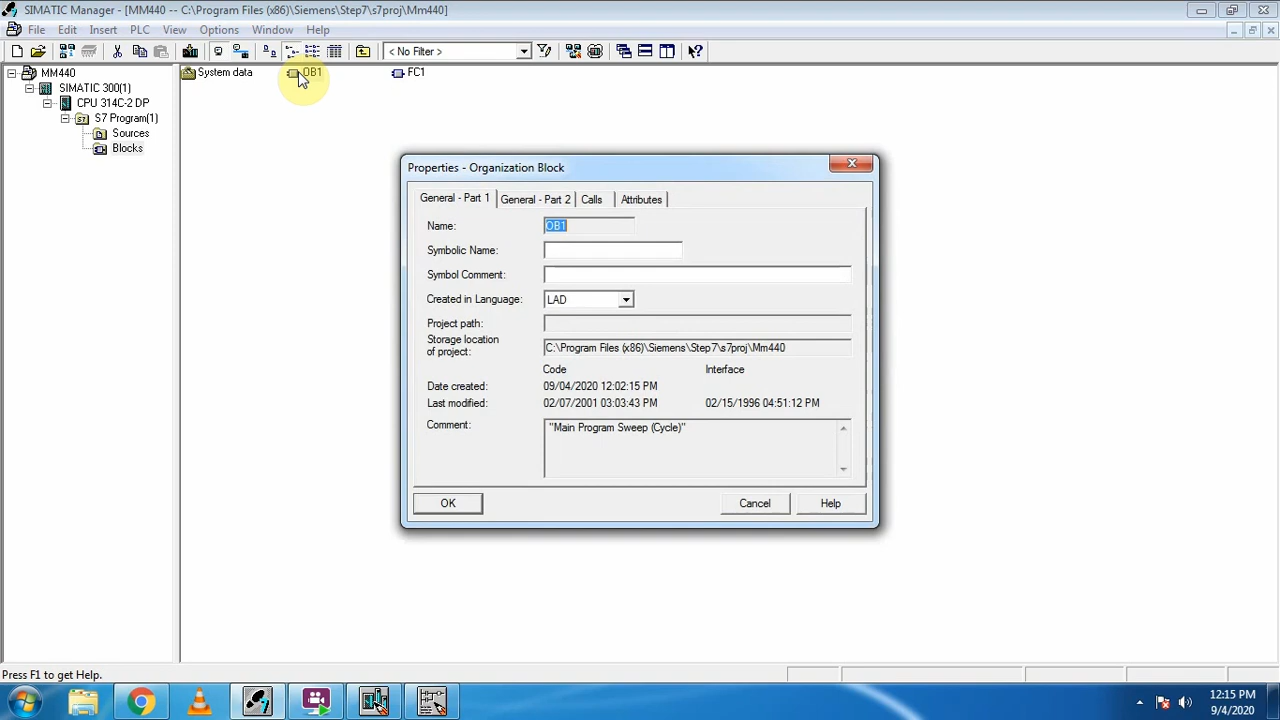 SIMATIC Manager - [MM440 -- C:\Program Files (x86)\Siemens\Step7\s7proj\Mm440]
File Edit Insert PLC View Options Window Help
< No Filter >
MM440
SIMATIC 300(1)
CPU 314C-2 DP
S7 Program(1)
Sources
Blocks
System data OB1 FC1
Properties - Organization Block
General - Part 1 General - Part 2 Calls Attributes
Name: OB1
Symbolic Name:
Symbol Comment:
Created in Language: LAD
Project path:
Storage location
of project: C:\Program Files (x86)\Siemens\Step7\s7proj\Mm440
Code Interface
Date created: 09/04/2020 12:02:15 PM
Last modified: 02/07/2001 03:03:43 PM 02/15/1996 04:51:12 PM
Comment: "Main Program Sweep (Cycle)"
OK Cancel Help
Press F1 to get Help.
12:15 PM
9/4/2020